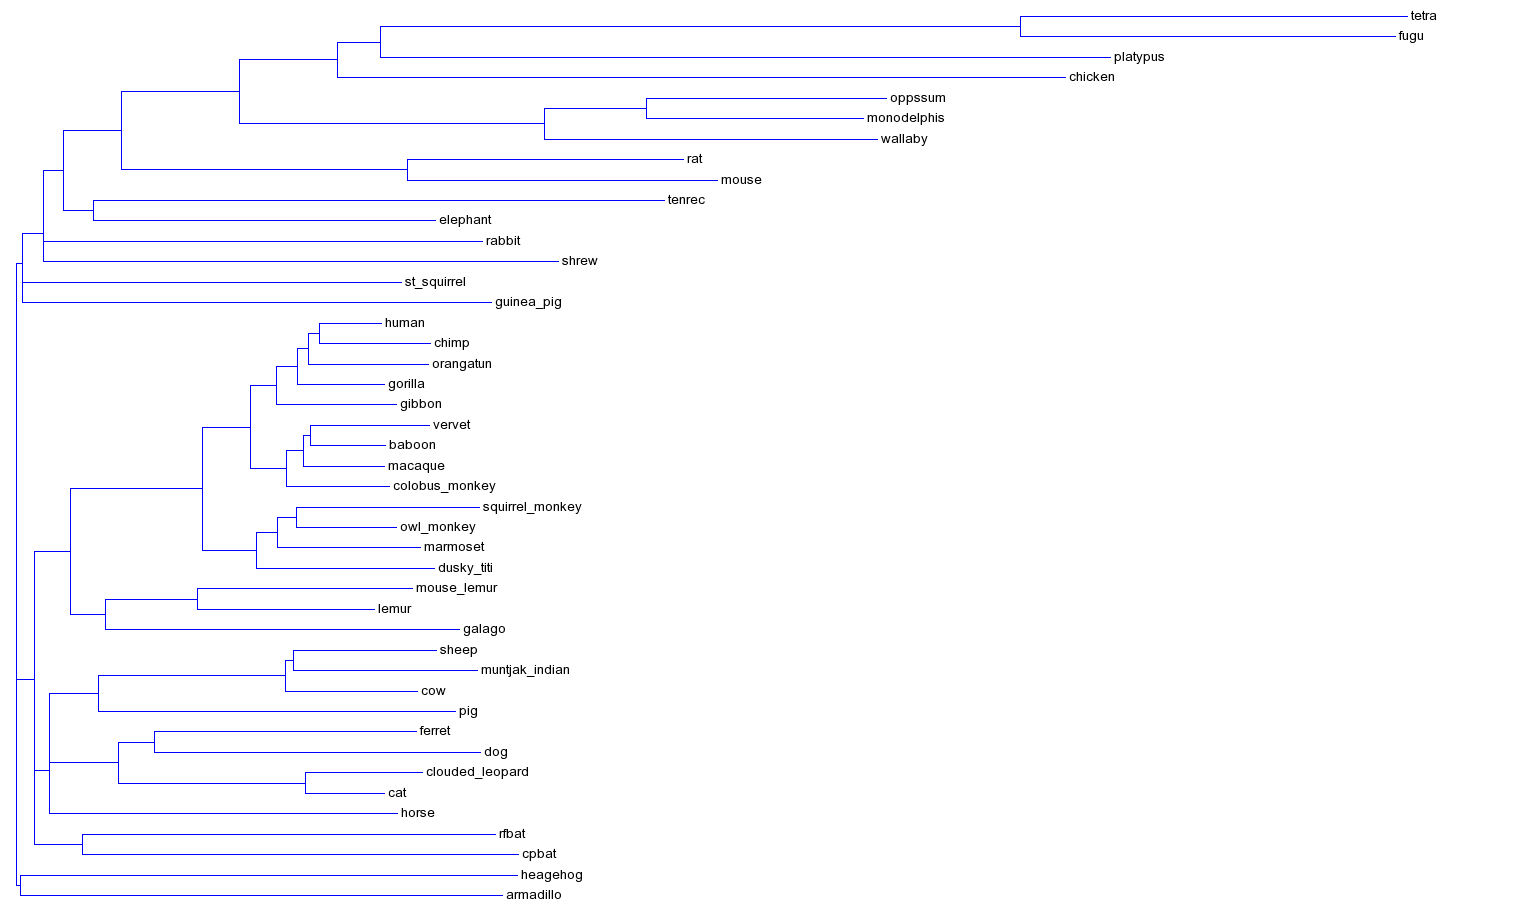 tetra
fugu
platypus
chicken
oppssum
monodelphis
wallaby
rat
mouse
tenrec
elephant
rabbit
shrew
st_squirrel
guinea_pig
human
chimp
orangatun
gorilla
gibbon
vervet
baboon
macaque
colobus_monkey
squirrel_monkey
owl_monkey
marmoset
dusky_titi
mouse_lemur
lemur
galago
sheep
muntjak_indian
cow
pig
ferret
dog
clouded_leopard
cat
horse
rfbat
cpbat
heagehog
armadillo